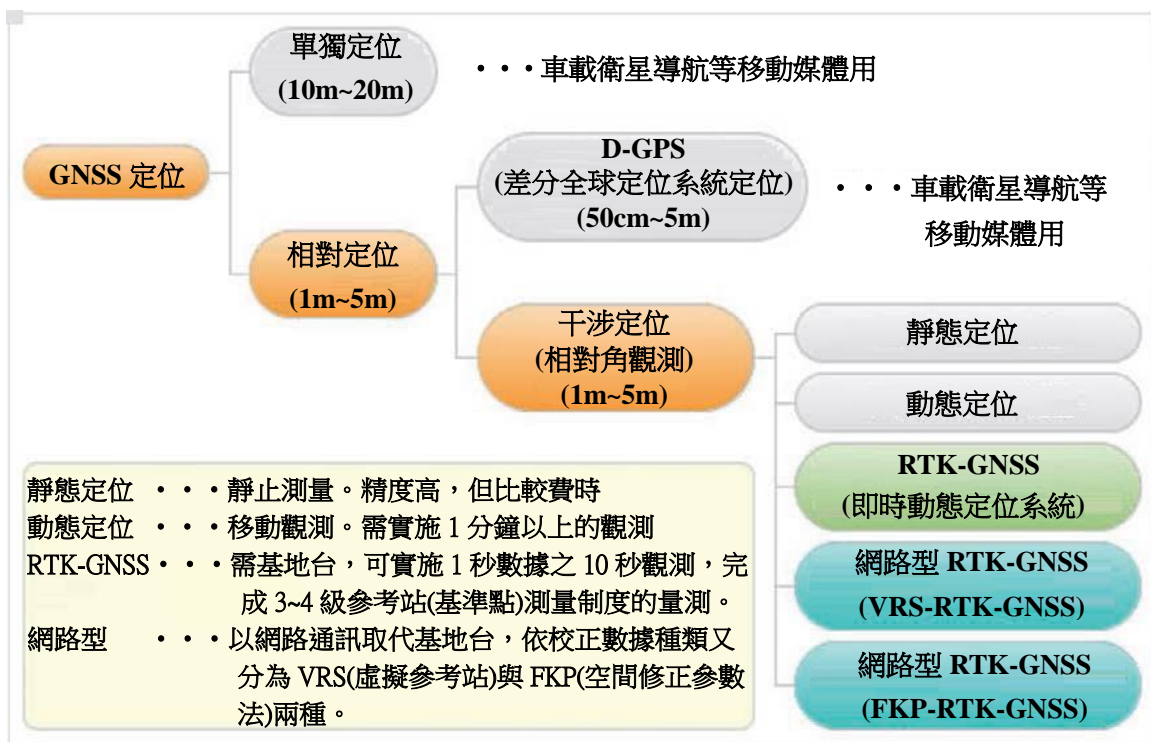 單獨定位
(10m~20m)
・・・車載衛星導航等移動媒體用
GNSS 定位
D-GPS
(差分全球定位系統定位)
(50cm~5m)
・・・車載衛星導航等
移動媒體用
相對定位
(1m~5m)
干涉定位
(相對角觀測)
(1m~5m)
靜態定位
動態定位
RTK-GNSS
(即時動態定位系統)
網路型 RTK-GNSS
(VRS-RTK-GNSS)
網路型 RTK-GNSS
(FKP-RTK-GNSS)
靜態定位 ・・・靜止測量。精度高，但比較費時
動態定位 ・・・移動觀測。需實施 1 分鐘以上的觀測
RTK-GNSS・・・需基地台，可實施 1 秒數據之 10 秒觀測，完
成 3~4 級參考站(基準點)測量制度的量測。
網路型 ・・・以網路通訊取代基地台，依校正數據種類又
分為 VRS(虛擬參考站)與 FKP(空間修正參數
法)兩種。